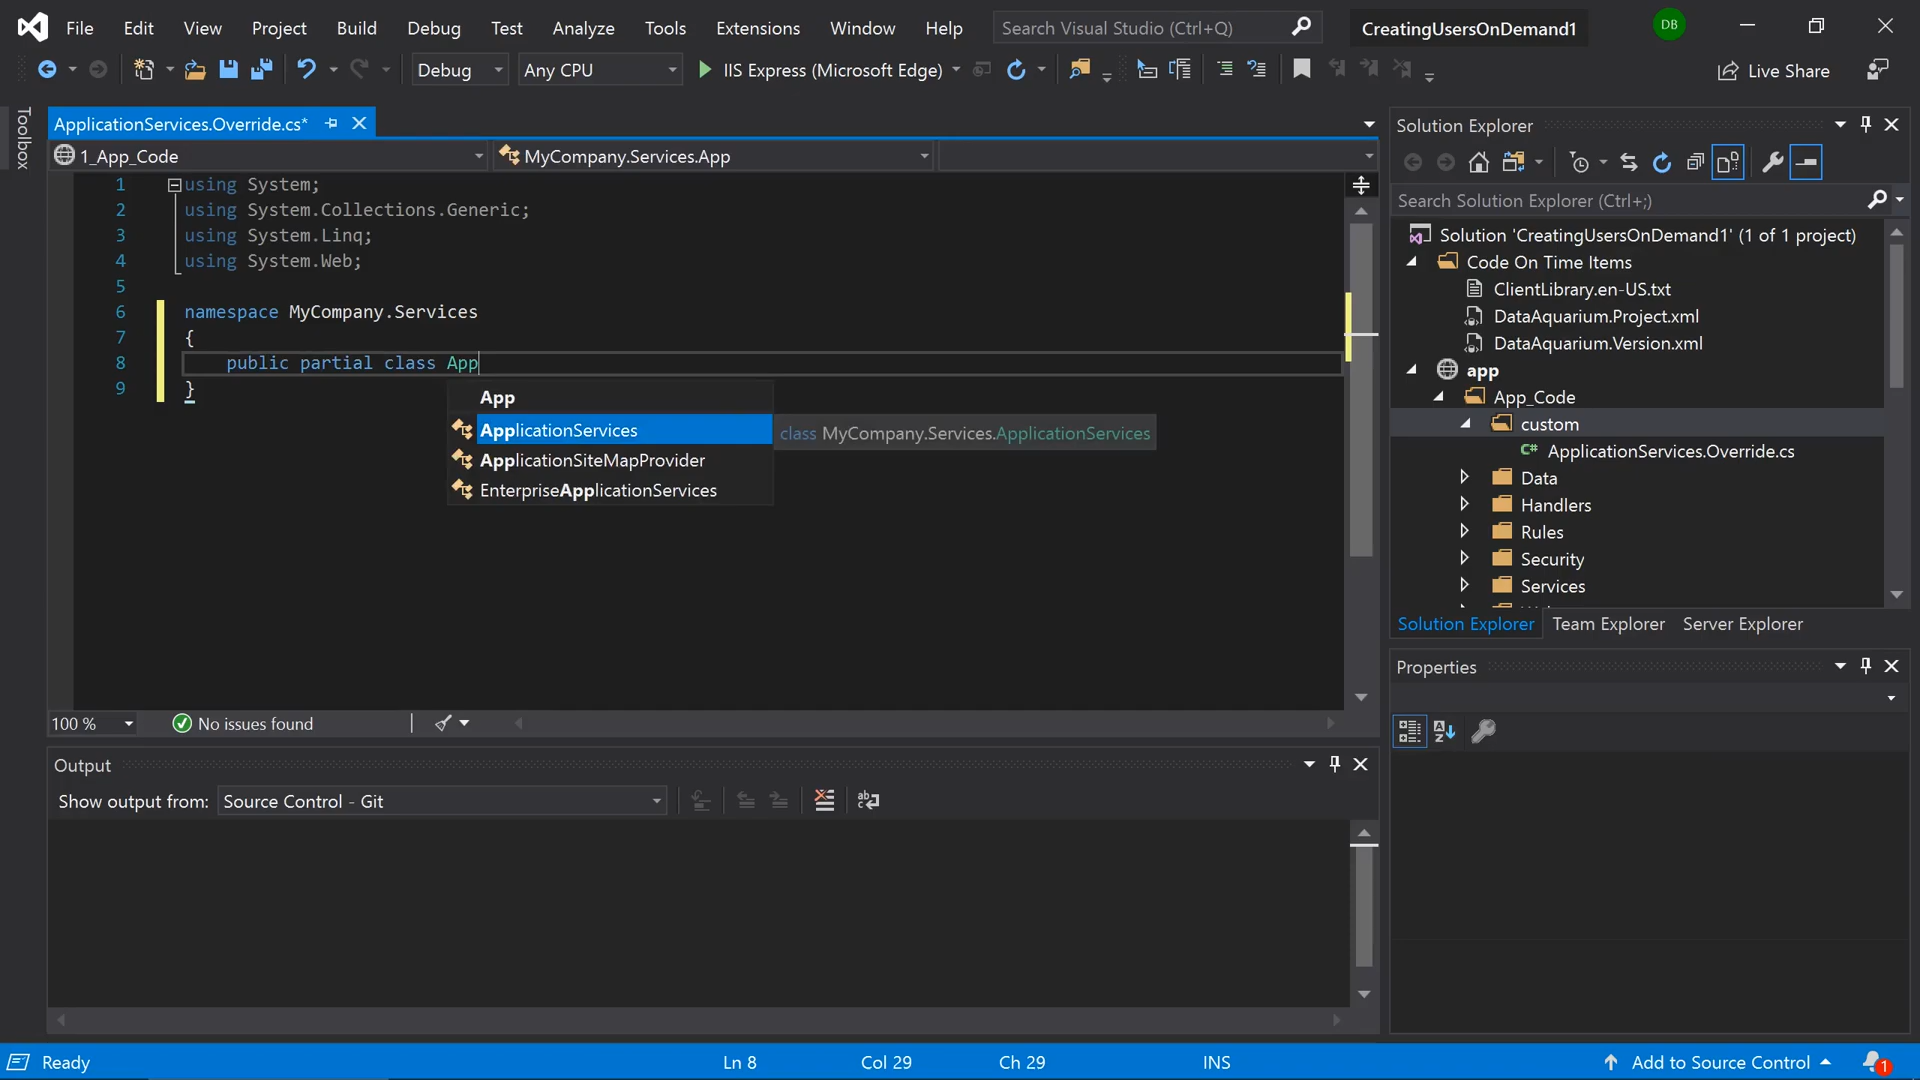 File Edit View Project Build Debug Test Analyze Tools Extensions Window Help Search Visual Studio (Ctrl+Q) CreatingUsersOnDemand1 DB
Debug Any CPU IIS Express (Microsoft Edge) Live Share
Toolbox
ApplicationServices.Override.cs*
1_App_Code MyCompany.Services.App
1 using System;
2 using System.Collections.Generic;
3 using System.Linq;
4 using System.Web;
5
6 namespace MyCompany.Services
7 {
8 public partial class App
9 }
App
ApplicationServices class MyCompany.Services.ApplicationServices
ApplicationSiteMapProvider
EnterpriseApplicationServices
100 % No issues found
Output
Show output from: Source Control - Git
Solution Explorer
Search Solution Explorer (Ctrl+;)
Solution 'CreatingUsersOnDemand1' (1 of 1 project)
Code On Time Items
ClientLibrary.en-US.txt
DataAquarium.Project.xml
DataAquarium.Version.xml
app
App_Code
custom
C# ApplicationServices.Override.cs
Data
Handlers
Rules
Security
Services
Solution Explorer Team Explorer Server Explorer
Properties
Ready Ln 8 Col 29 Ch 29 INS Add to Source Control 1